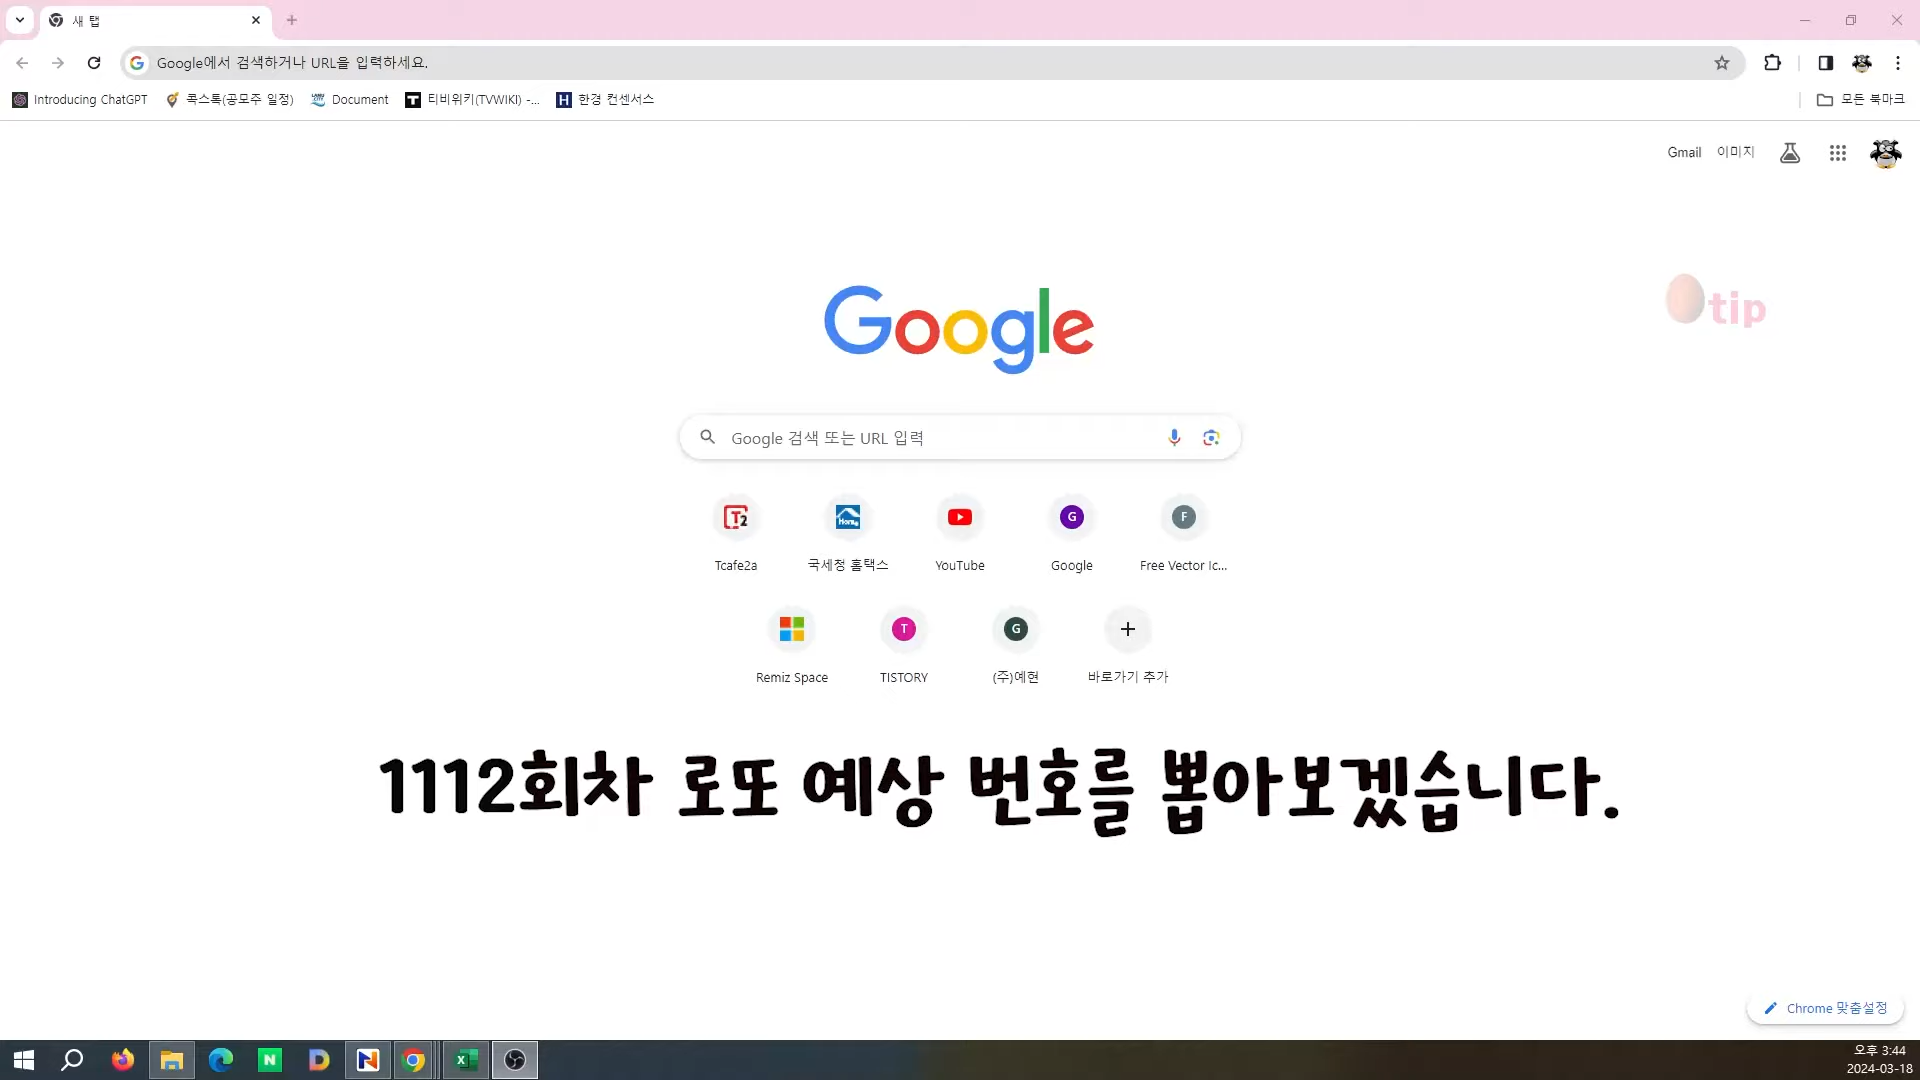 새 탭
Google에서 검색하거나 URL을 입력하세요.
Introducing ChatGPT
콕스톡(공모주 일정)
Document
티비위키(TVWIKI) -...
한경 컨센서스
모든 북마크
Gmail 이미지
Google
tip
Google 검색 또는 URL 입력
Tcafe2a
국세청 홈택스
YouTube
Google
Free Vector Ic...
Remiz Space
TISTORY
(주)예현
바로가기 추가
1112회차 로또 예상 번호를 뽑아보겠습니다.
Chrome 맞춤설정
오후 3:44
2024-03-18